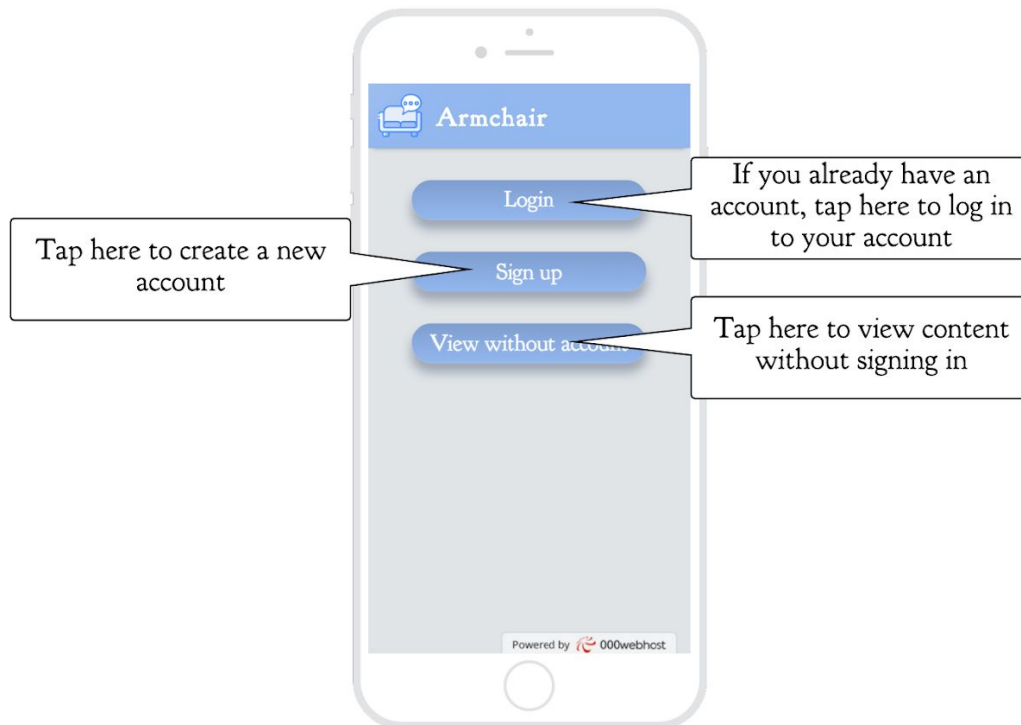 Armchair
Login
If you already have an
account, tap here to log in
to your account
Tap here to create a new
account
Sign up
View without account
Tap here to view content
without signing in
Powered by 000webhost